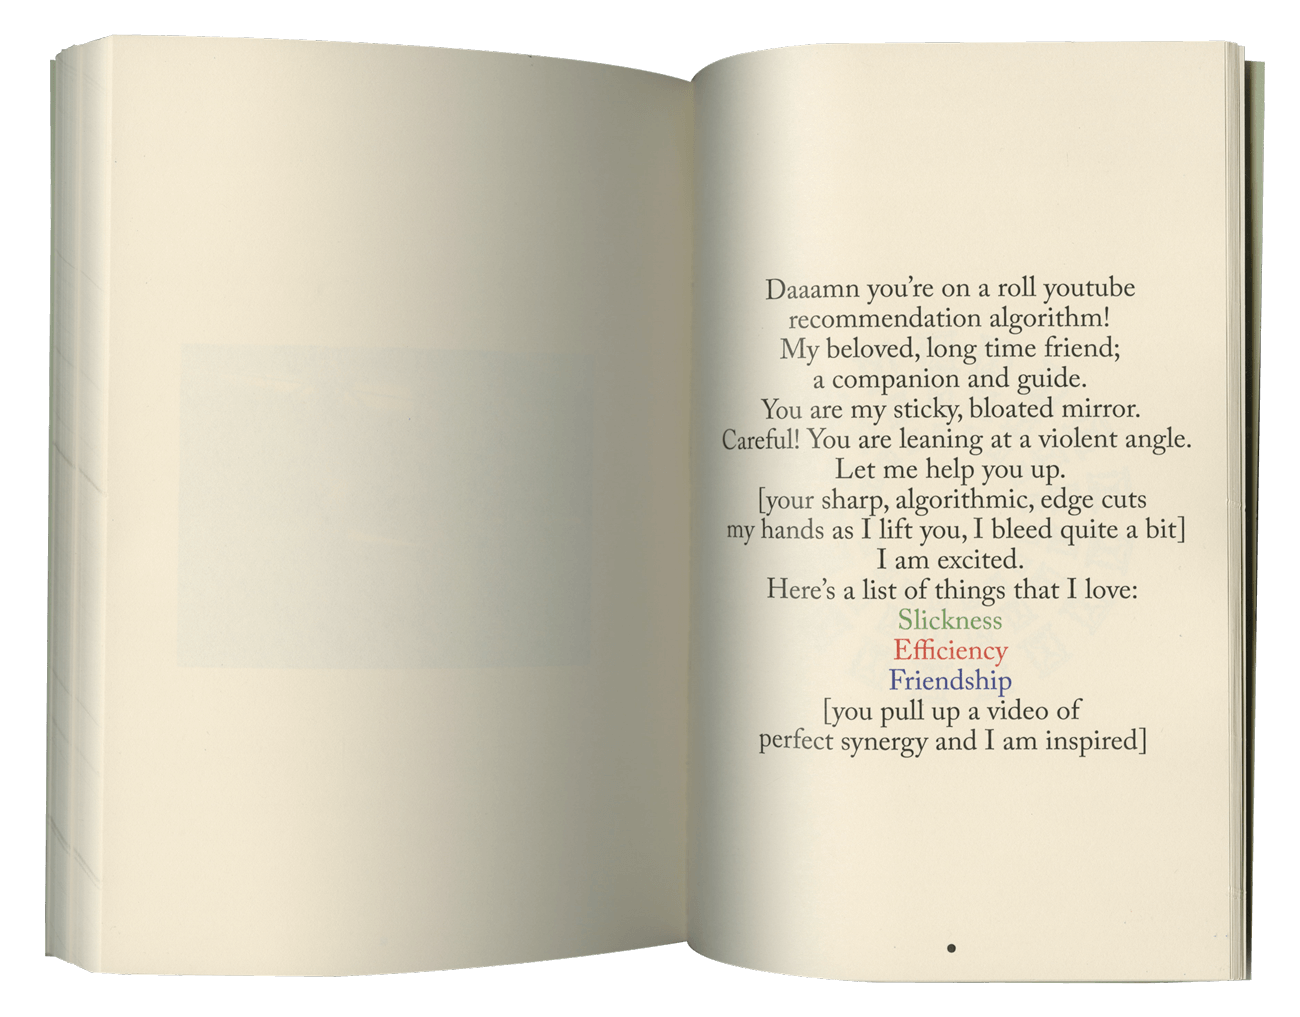 Daaamn you’re on a roll youtube
recommendation algorithm!
My beloved, long time friend;
a companion and guide.
You are my sticky, bloated mirror.
Careful! You are leaning at a violent angle.
Let me help you up.
[your sharp, algorithmic, edge cuts
my hands as I lift you, I bleed quite a bit]
I am excited.
Here’s a list of things that I love:
Slickness
Efficiency
Friendship
[you pull up a video of
perfect synergy and I am inspired]